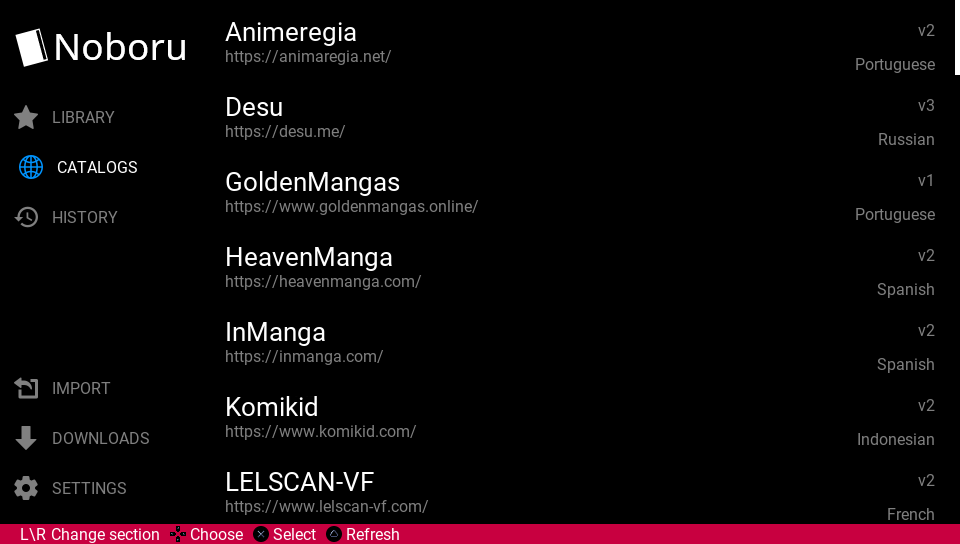 Noboru
LIBRARY
CATALOGS
HISTORY
IMPORT
DOWNLOADS
SETTINGS
Animeregia
https://animaregia.net/
v2
Portuguese
Desu
https://desu.me/
v3
Russian
GoldenMangas
https://www.goldenmangas.online/
v1
Portuguese
HeavenManga
https://heavenmanga.com/
v2
Spanish
InManga
https://inmanga.com/
v2
Spanish
Komikid
https://www.komikid.com/
v2
Indonesian
LELSCAN-VF
https://www.lelscan-vf.com/
v2
French
L\R Change section Choose Select Refresh